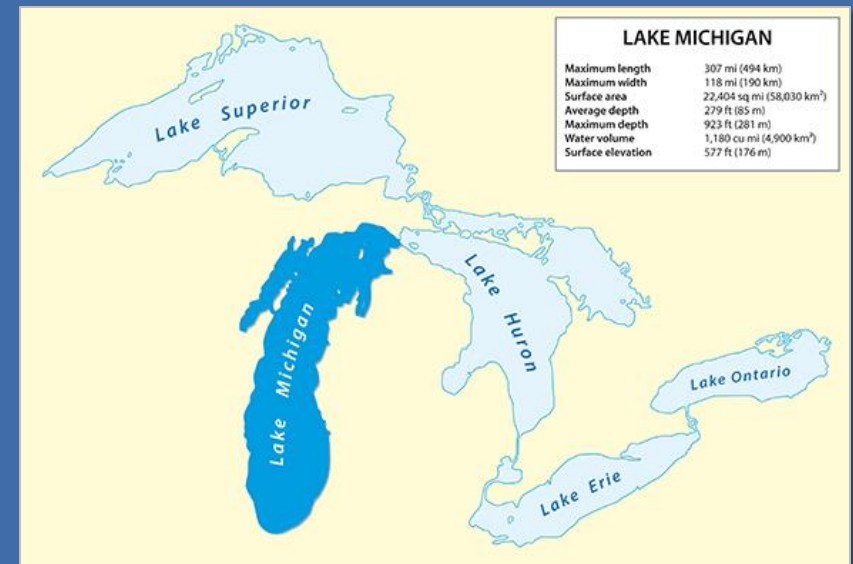 LAKE MICHIGAN
Maximum length 307 mi (494 km)
Maximum width 118 mi (190 km)
Surface area 22,404 sq mi (58,030 km²)
Average depth 279 ft (85 m)
Maximum depth 923 ft (281 m)
Water volume 1,180 cu mi (4,900 km³)
Surface elevation 577 ft (176 m)
Lake Superior
Lake Michigan
Lake Huron
Lake Ontario
Lake Erie